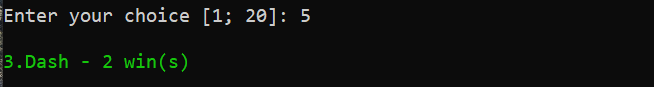 Enter your choice [1; 20]: 5
3.Dash - 2 win(s)